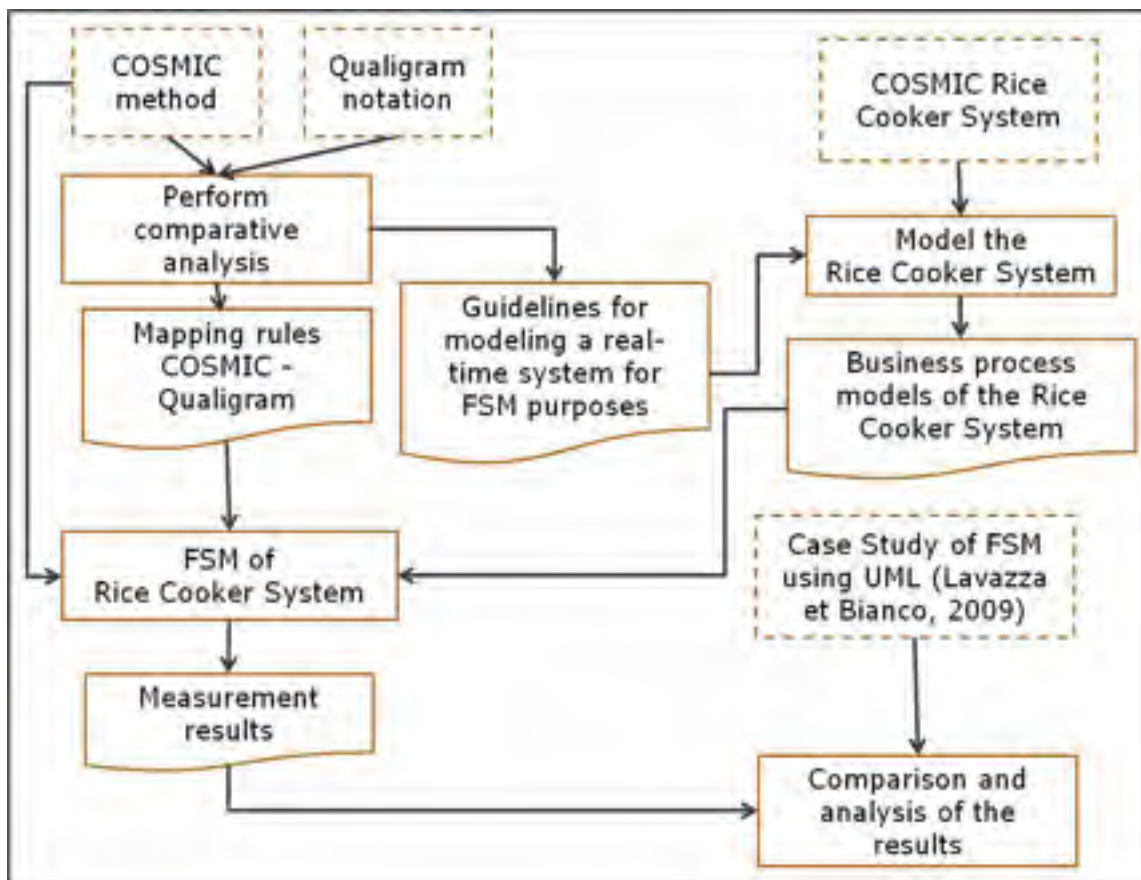 COSMIC
method
Qualigram
notation
COSMIC Rice
Cooker System
Perform
comparative
analysis
Model the
Rice Cooker System
Mapping rules
COSMIC -
Qualigram
Guidelines for
modeling a real-
time system for
FSM purposes
Business process
models of the Rice
Cooker System
FSM of
Rice Cooker System
Case Study of FSM
using UML (Lavazza
et Bianco, 2009)
Measurement
results
Comparison and
analysis of the
results